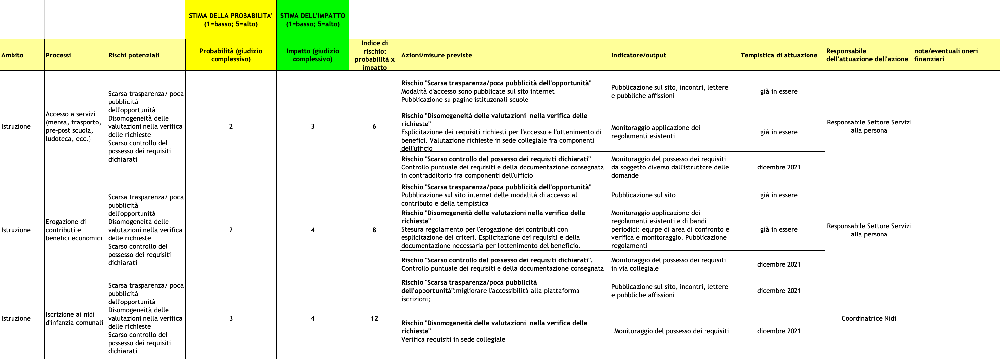 STIMA DELLA PROBABILITA'
(1=basso; 5=alto)
STIMA DELL'IMPATTO
(1=basso; 5=alto)
Ambito
Processi
Rischi potenziali
Probabilità (giudizio
complessivo)
Impatto (giudizio
complessivo)
Indice di
rischio:
probabilità x
impatto
Azioni/misure previste
Indicatore/output
Tempistica di attuazione
Responsabile
dell'attuazione dell'azione
note/eventuali oneri
finanziari
Istruzione
Accesso a servizi
(mensa, trasporto,
pre-post scuola,
ludoteca, ecc.)
Scarsa trasparenza/ poca
pubblicità
dell'opportunità
Disomogeneità delle
valutazioni nella verifica
delle richieste
Scarso controllo del
possesso dei requisiti
dichiarati
2
3
6
Rischio "Scarsa trasparenza/poca pubblicità dell'opportunità"
Modalità d'accesso sono pubblicate sul sito internet
Pubblicazione su pagine istituzonali scuole
Pubblicazione sul sito, incontri, lettere
e pubbliche affissioni
già in essere
Rischio "Disomogeneità delle valutazioni  nella verifica delle
richieste"
Esplicitazione dei requisiti richiesti per l'accesso e l'ottenimento di
benefici. Valutazione richieste in sede collegiale fra componenti
dell'ufficio
Monitoraggio applicazione dei
regolamenti esistenti
già in essere
Rischio "Scarso controllo del possesso dei requisiti dichiarati"
Controllo puntuale dei requisiti e della documentazione consegnata
in contradditorio fra componenti dell'ufficio
Monitoraggio del possesso dei requisiti
da soggetto diverso dall'istruttore delle
domande
dicembre 2021
Responsabile Settore Servizi
alla persona
Istruzione
Erogazione di
contributi e
benefici economici
Scarsa trasparenza/ poca
pubblicità
dell'opportunità
Disomogeneità delle
valutazioni nella verifica
delle richieste
Scarso controllo del
possesso dei requisiti
dichiarati
2
4
8
Rischio "Scarsa trasparenza/poca pubblicità dell'opportunità"
Pubblicazione sul sito internet delle modalità di accesso al
contributo e della tempistica
Pubblicazione sul sito
già in essere
Rischio "Disomogeneità delle valutazioni nella verifica delle
richieste"
Stesura regolamento per l'erogazione dei contributi con
esplicitazione dei criteri. Esplicitazione dei requisiti e della
documentazione necessaria per l'ottenimento del beneficio.
Monitoraggio applicazione dei
regolamenti esistenti e di bandi
periodici: equipe di area di confronto e
verifica e monitoraggio. Pubblicazione
regolamenti
già in essere
Rischio "Scarso controllo del possesso dei requisiti dichiarati".
Controllo puntuale dei requisiti e della documentazione consegnata
Monitoraggio del possesso dei requisiti
in via collegiale
dicembre 2021
Responsabile Settore Servizi
alla persona
Istruzione
Iscrizione ai nidi
d'infanzia comunali
Scarsa trasparenza/ poca
pubblicità
dell'opportunità
Disomogeneità delle
valutazioni nella verifica
delle richieste
Scarso controllo del
possesso dei requisiti
dichiarati
3
4
12
Rischio "Scarsa trasparenza/poca pubblicità
dell'opportunità":migliorare l'accessibilità alla piattaforma
iscrizioni;
Pubblicazione sul sito, incontri, lettere
e pubbliche affissioni
dicembre 2021
Rischio "Disomogeneità delle valutazioni  nella verifica delle
richieste"
Verifica requisiti in sede collegiale
Monitoraggio del possesso dei requisiti
dicembre 2021
Coordinatrice Nidi